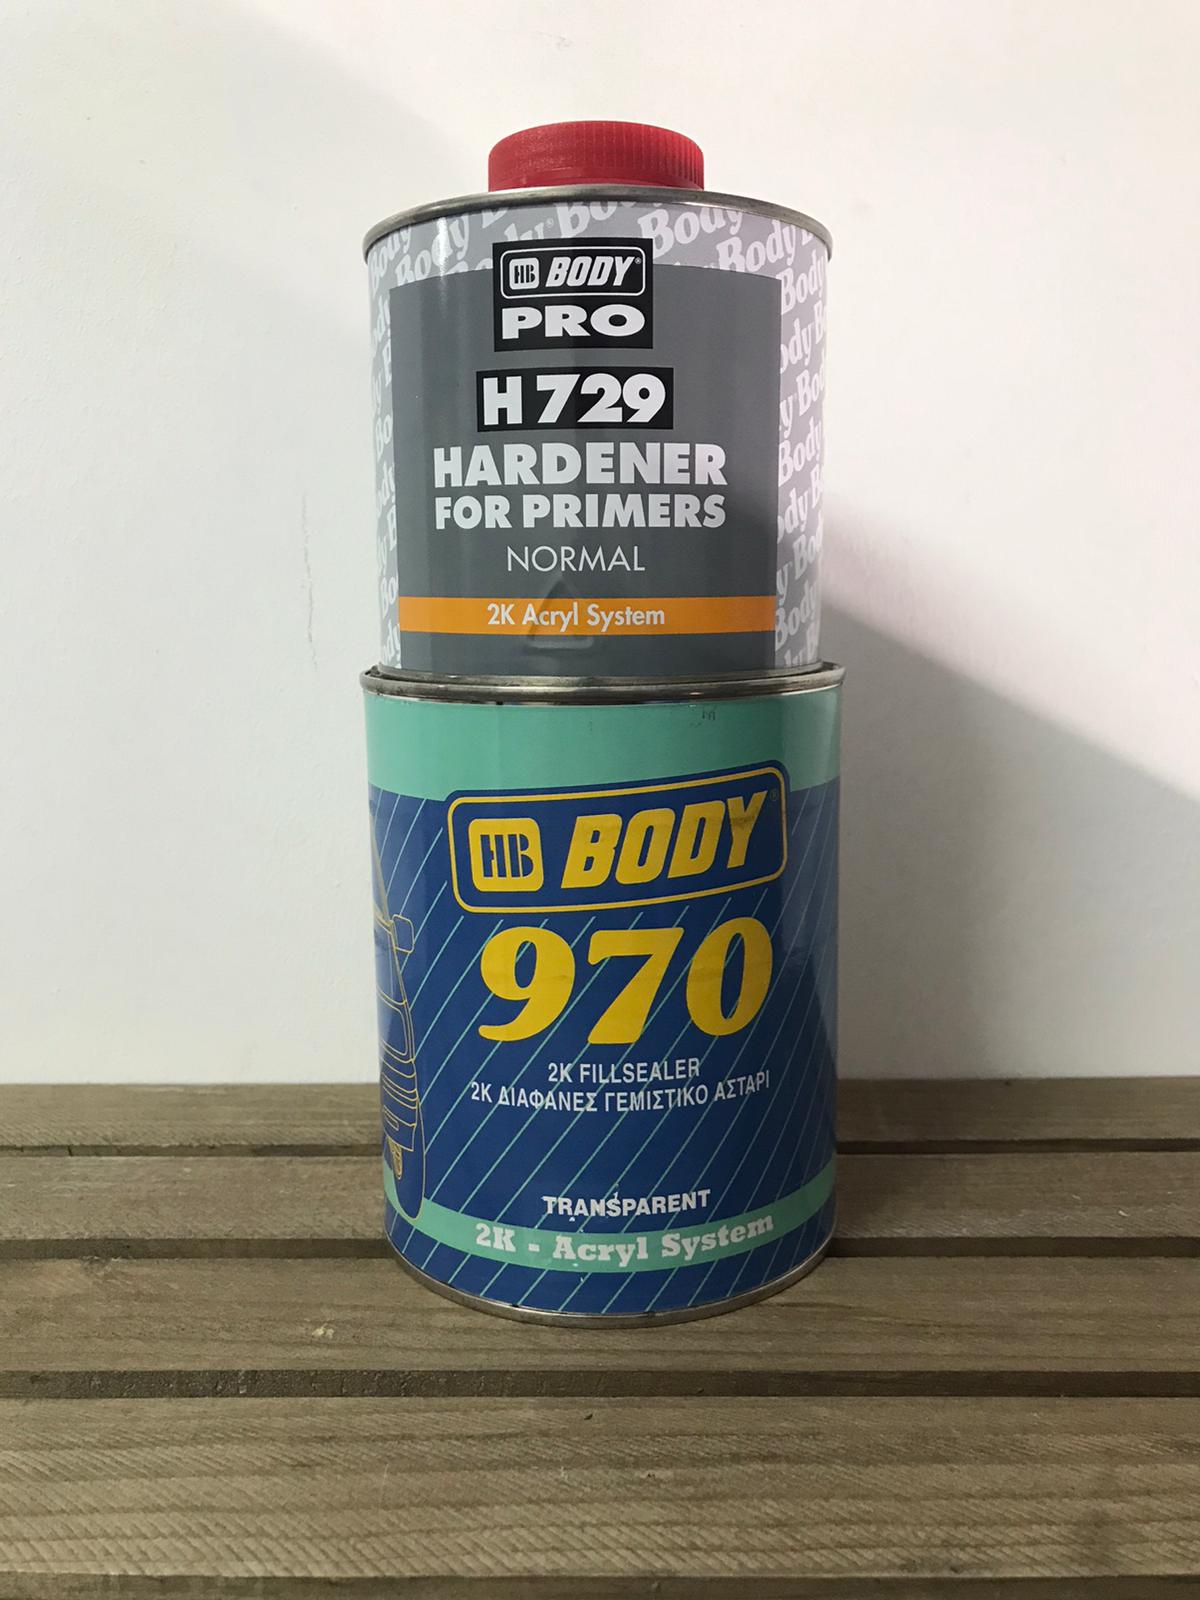 HB BODY®
PRO
H 729
HARDENER
FOR PRIMERS
NORMAL
2K Acryl System
HB BODY®
970
2K FILLSEALER
2K ΔΙΑΦΑΝΕΣ ΓΕΜΙΣΤΙΚΟ ΑΣΤΑΡΙ
TRANSPARENT
2K - Acryl System